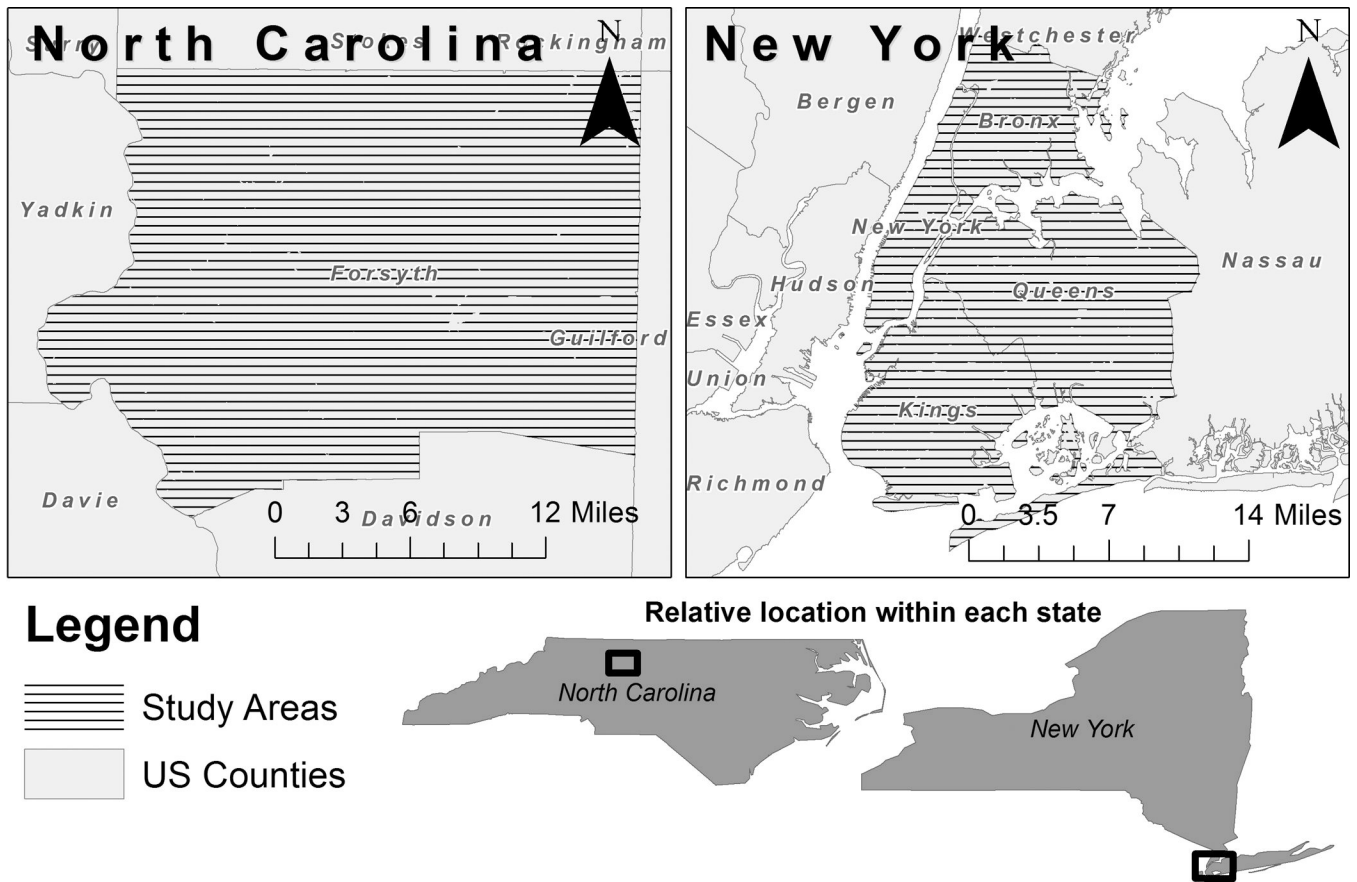 North Carolina
N
Surry
Stokes
Rockingham
Yadkin
Forsyth
Guilford
Davie
Davidson
0 3 6 12 Miles
New York
N
Westchester
Bergen
Bronx
New York
Nassau
Hudson
Queens
Essex
Union
Kings
Richmond
0 3.5 7 14 Miles
Legend
Study Areas
US Counties
Relative location within each state
North Carolina
New York